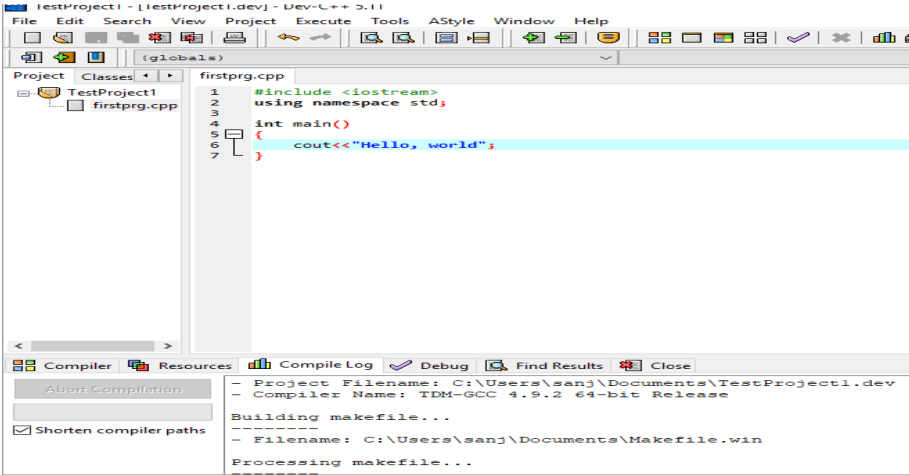 TestProject1 - [TestProject1.dev] - Dev-C++ 5.11
File Edit Search View Project Execute Tools AStyle Window Help
(globals)
Project Classes
firstprg.cpp
TestProject1
firstprg.cpp
1 #include <iostream>
2 using namespace std;
3
4 int main()
5 {
6 cout<<"Hello, world";
7 }
Compiler Resources Compile Log Debug Find Results Close
Abort Compilation
Shorten compiler paths
- Project Filename: C:\Users\sanj\Documents\TestProject1.dev
- Compiler Name: TDM-GCC 4.9.2 64-bit Release
Building makefile...
--------
- Filename: C:\Users\sanj\Documents\Makefile.win
Processing makefile...
--------